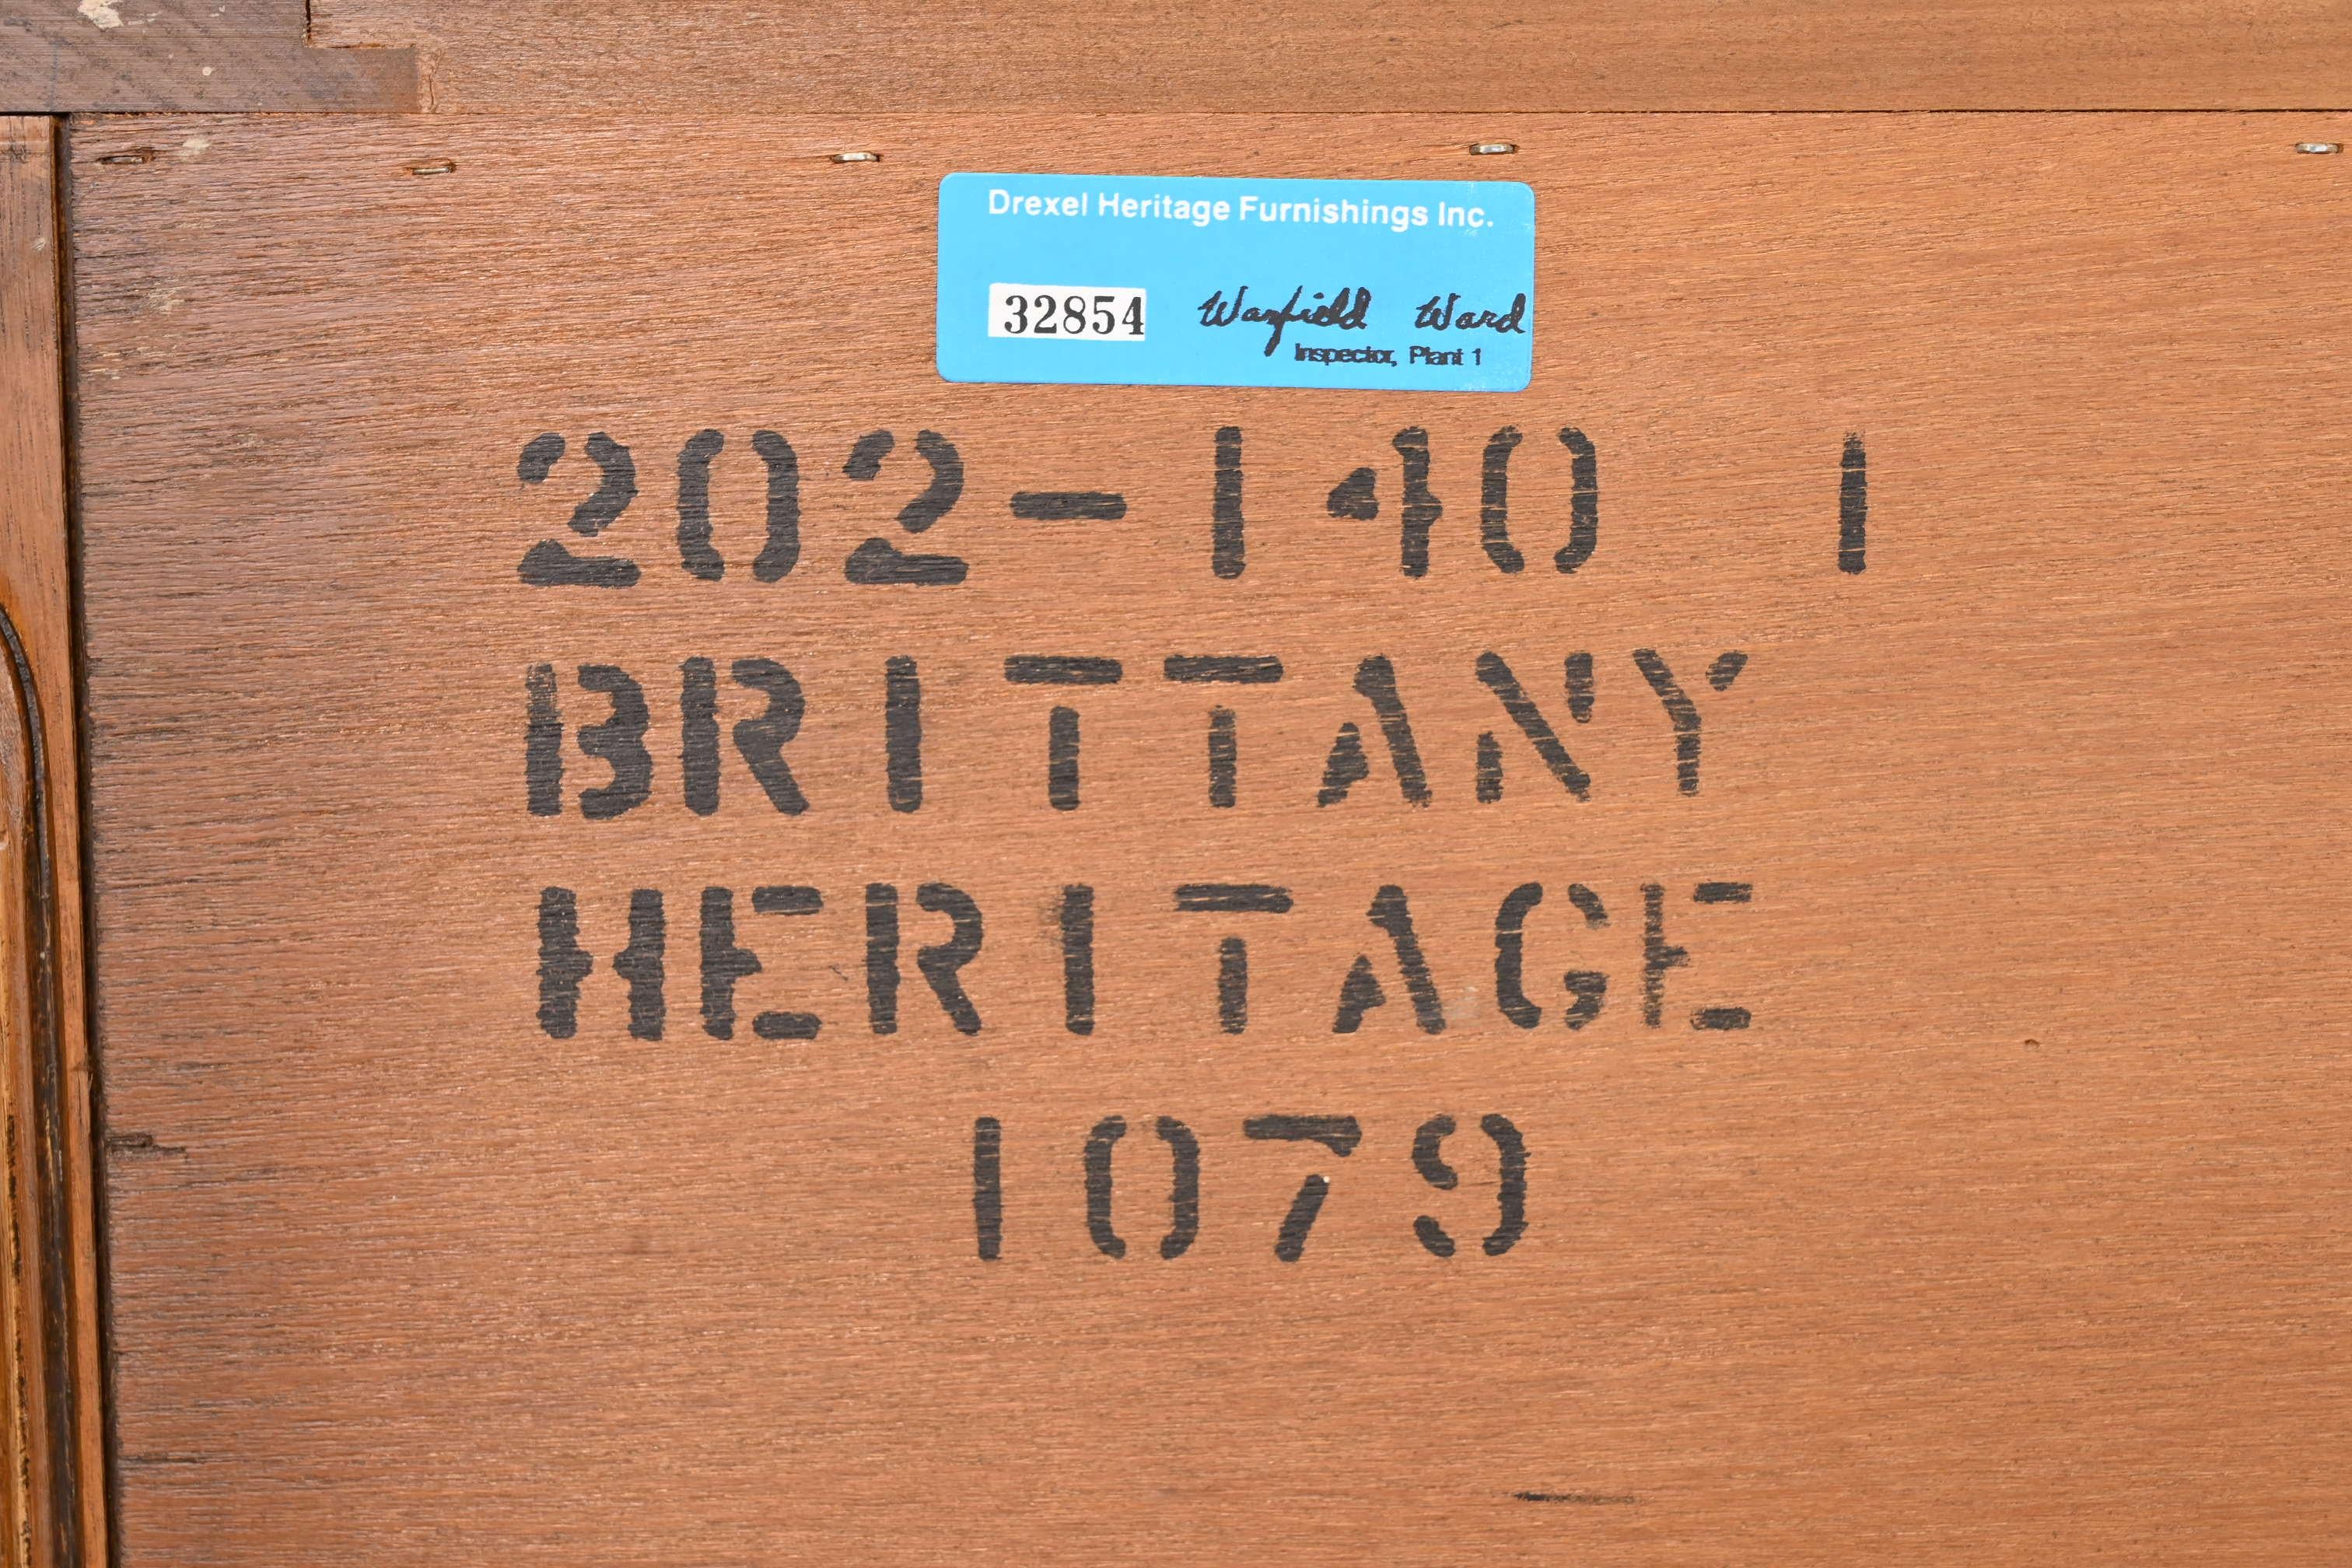 Drexel Heritage Furnishings Inc.
32854 Warfield Ward
Inspector, Plant 1
202-140 1
BRITTANY
HERITAGE
1079